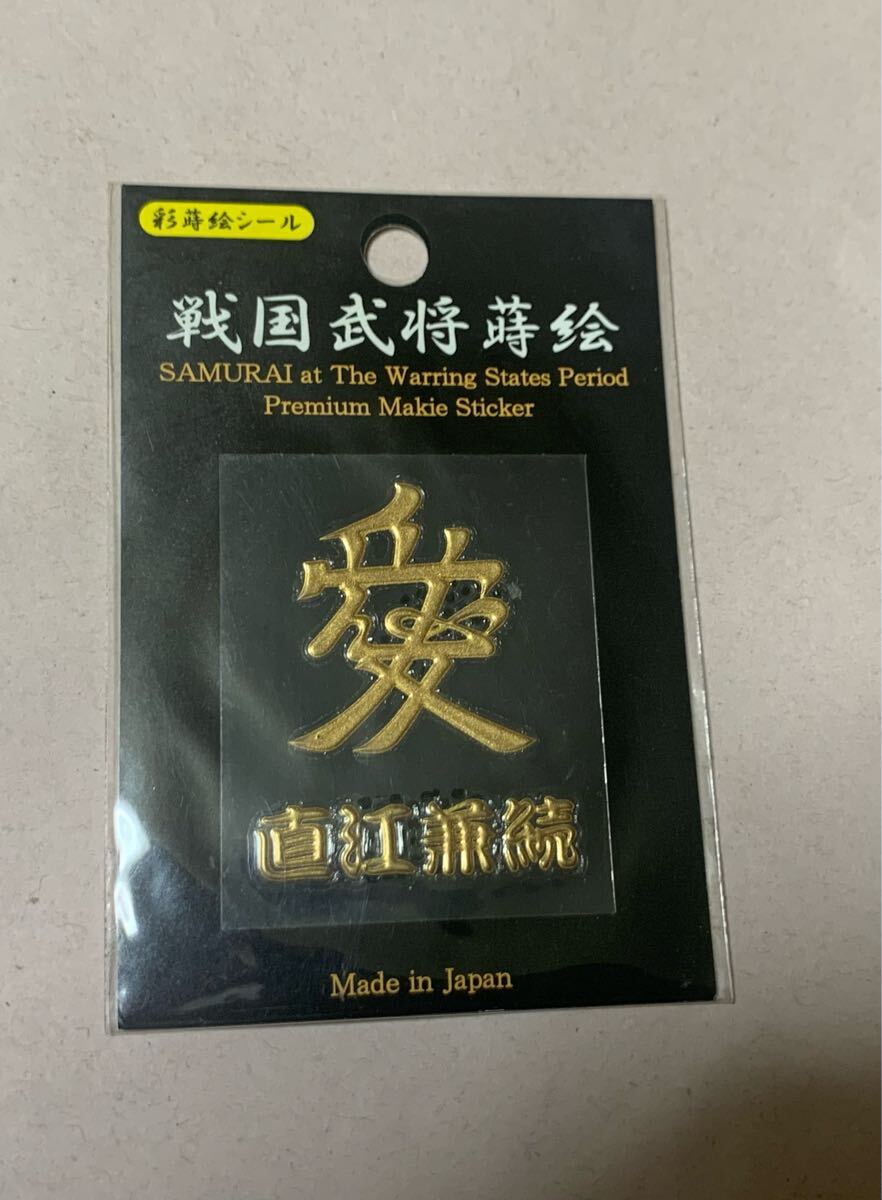 彩蒔絵シール
戦国武将蒔絵
SAMURAI at The Warring States Period
Premium Makie Sticker
愛
直江兼続
Made in Japan